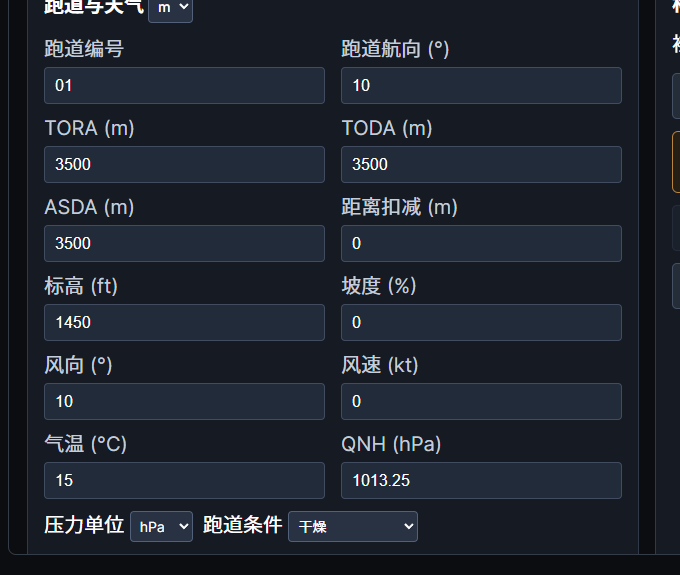 跑道与天气 m
跑道编号 跑道航向 (°)
01 10
TORA (m) TODA (m)
3500 3500
ASDA (m) 距离扣减 (m)
3500 0
标高 (ft) 坡度 (%)
1450 0
风向 (°) 风速 (kt)
10 0
气温 (°C) QNH (hPa)
15 1013.25
压力单位 hPa 跑道条件 干燥